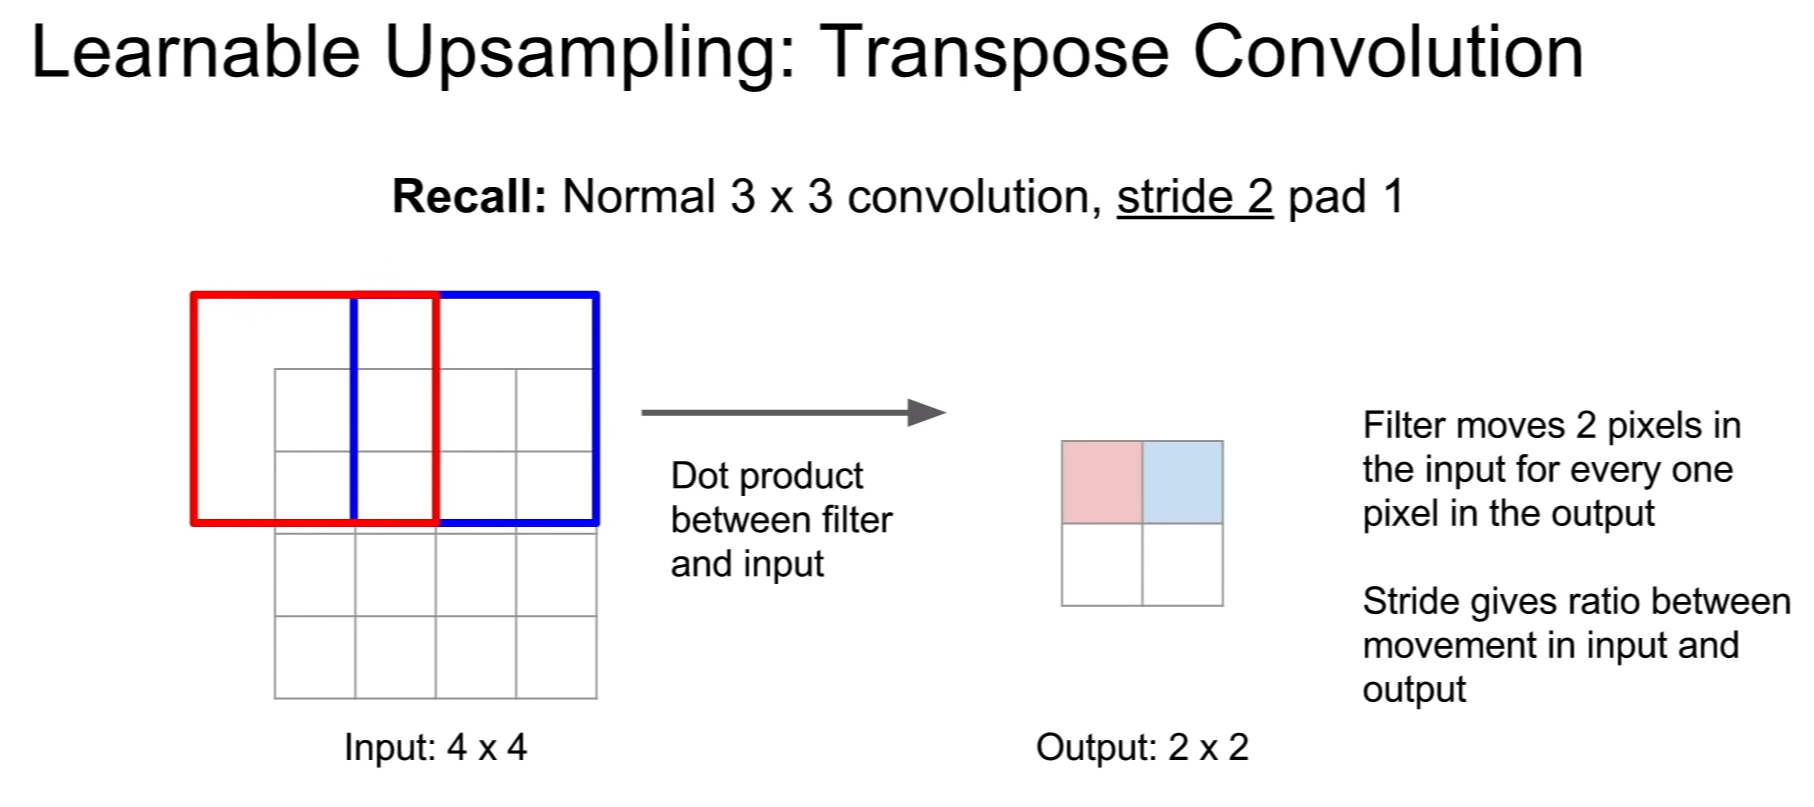 Learnable Upsampling: Transpose Convolution
Recall: Normal 3 x 3 convolution, stride 2 pad 1
Dot product
between filter
and input
Filter moves 2 pixels in
the input for every one
pixel in the output
Stride gives ratio between
movement in input and
output
Input: 4 x 4
Output: 2 x 2